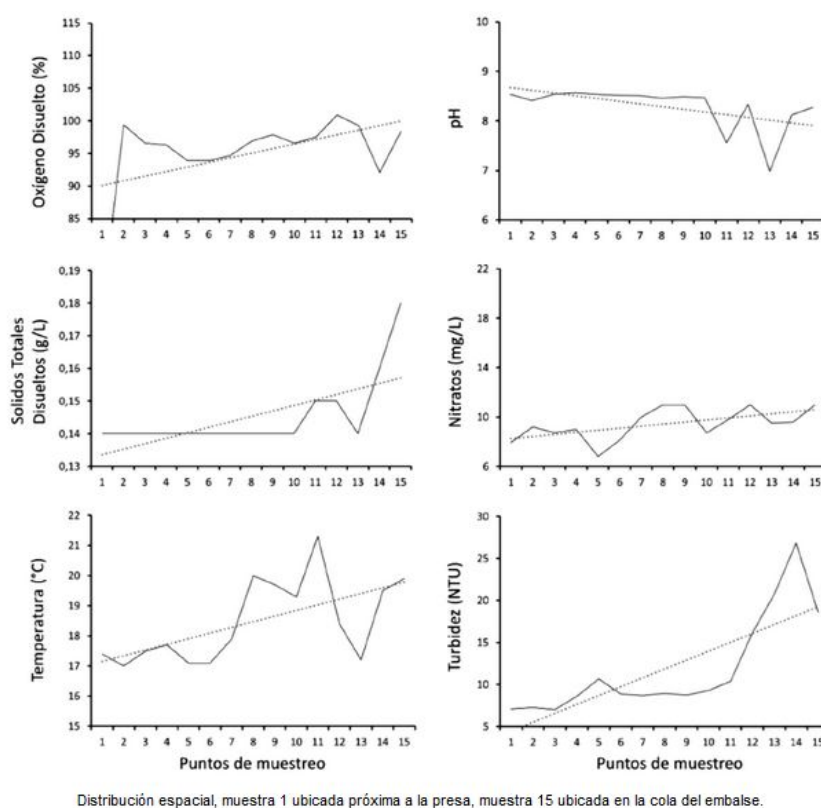 Oxígeno Disuelto (%)
115
110
105
100
95
90
85
1 2 3 4 5 6 7 8 9 10 11 12 13 14 15
pH
9
8
7
6
1 2 3 4 5 6 7 8 9 10 11 12 13 14 15
Solidos Totales
Disueltos (g/L)
0,19
0,18
0,17
0,16
0,15
0,14
0,13
1 2 3 4 5 6 7 8 9 10 11 12 13 14 15
Nitratos (mg/L)
22
18
14
10
6
1 2 3 4 5 6 7 8 9 10 11 12 13 14 15
Temperatura (°C)
22
21
20
19
18
17
16
15
1 2 3 4 5 6 7 8 9 10 11 12 13 14 15
Puntos de muestreo
Turbidez (NTU)
30
25
20
15
10
5
1 2 3 4 5 6 7 8 9 10 11 12 13 14 15
Puntos de muestreo
Distribución espacial, muestra 1 ubicada próxima a la presa, muestra 15 ubicada en la cola del embalse.